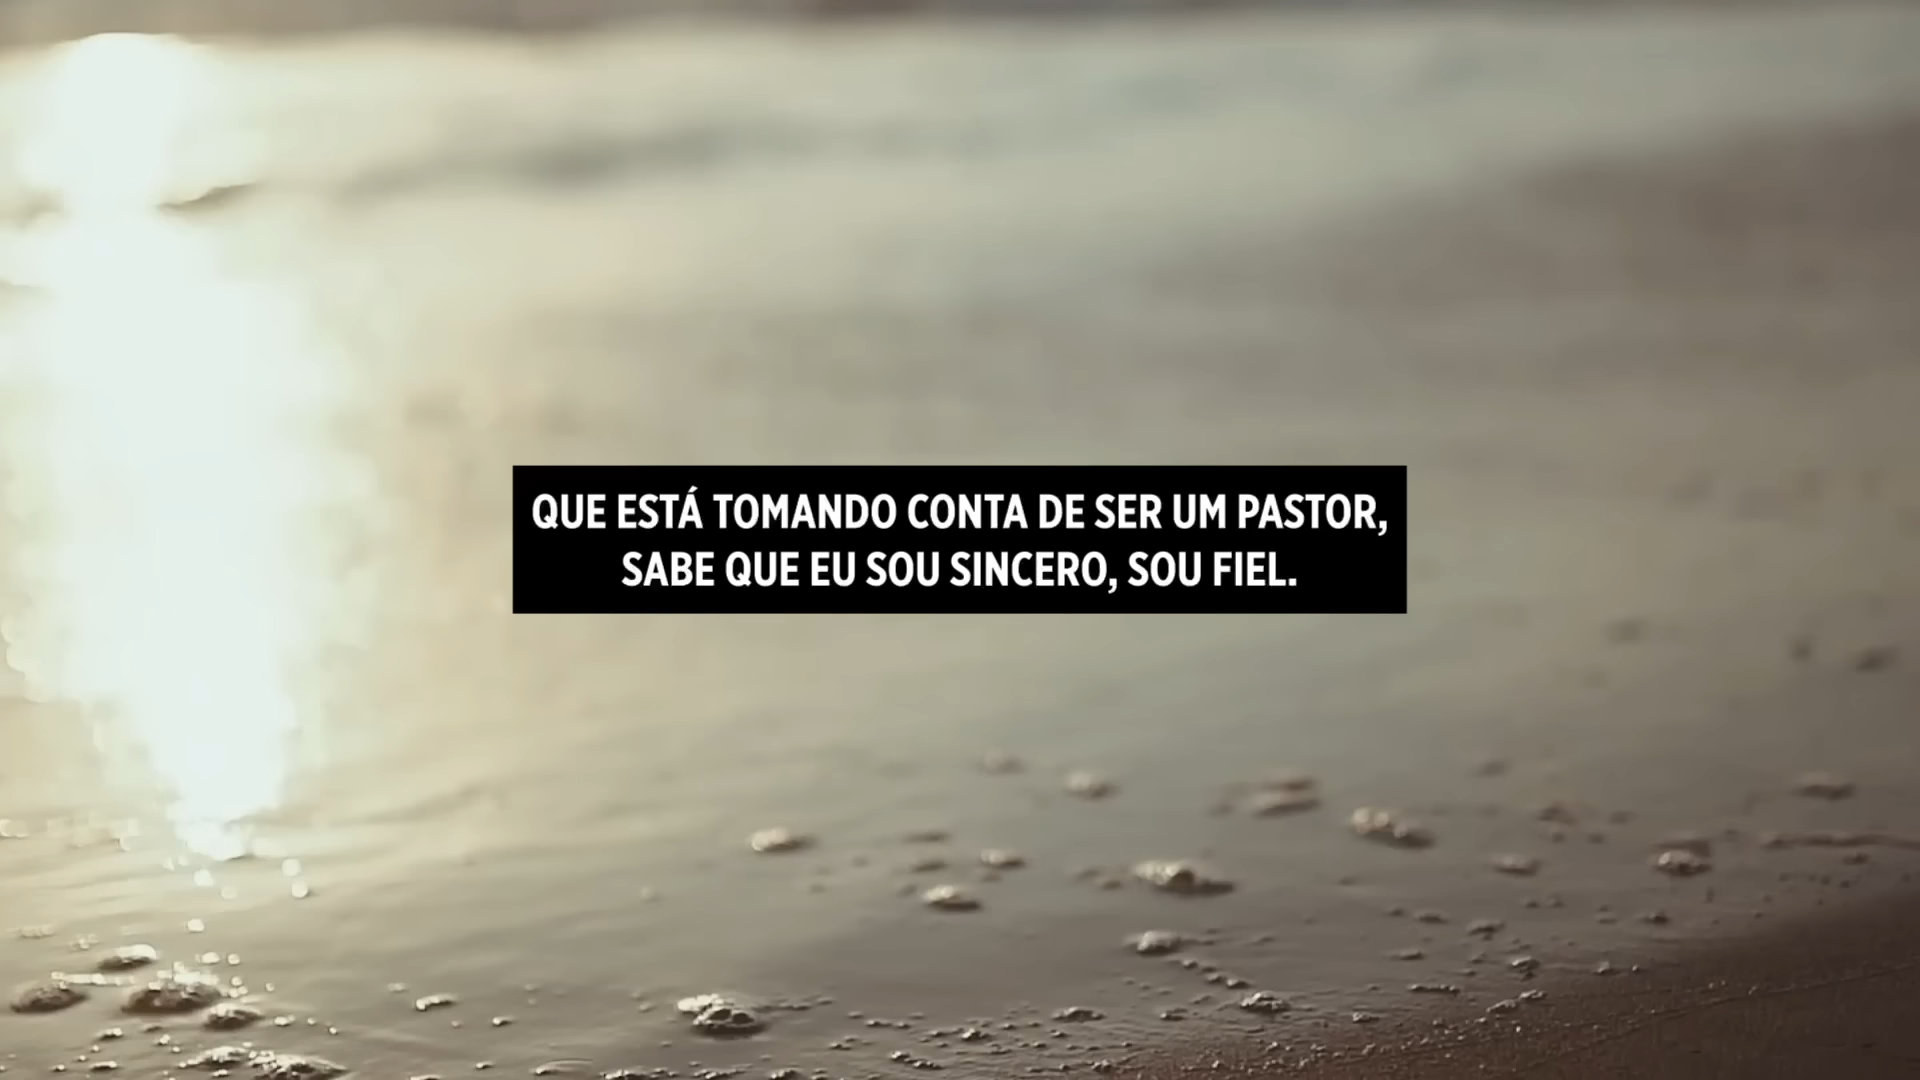 QUE ESTÁ TOMANDO CONTA DE SER UM PASTOR,
SABE QUE EU SOU SINCERO, SOU FIEL.